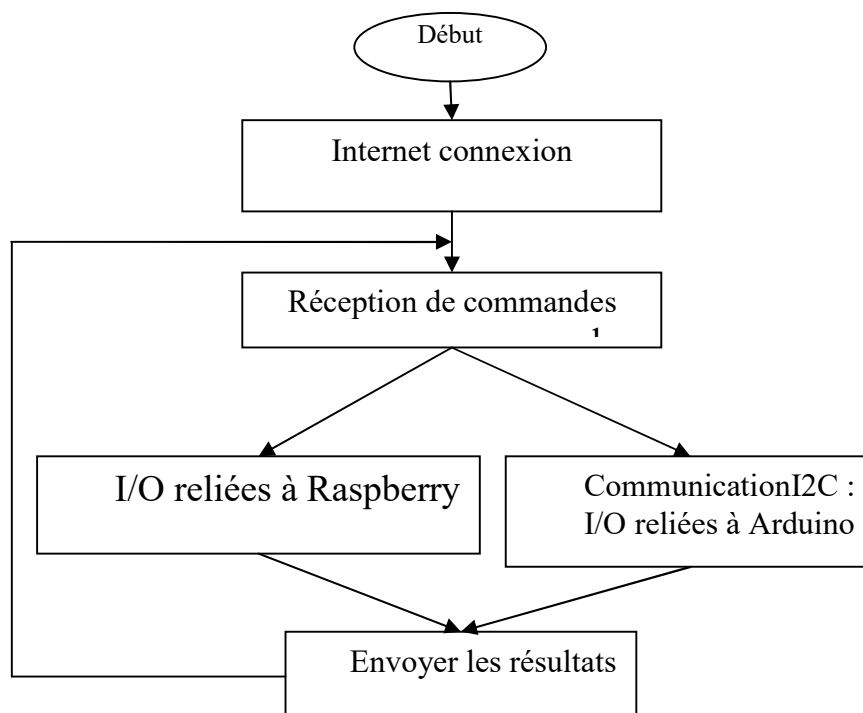 Début
Internet connexion
Réception de commandes
I/O reliées à Raspberry
CommunicationI2C :
I/O reliées à Arduino
Envoyer les résultats